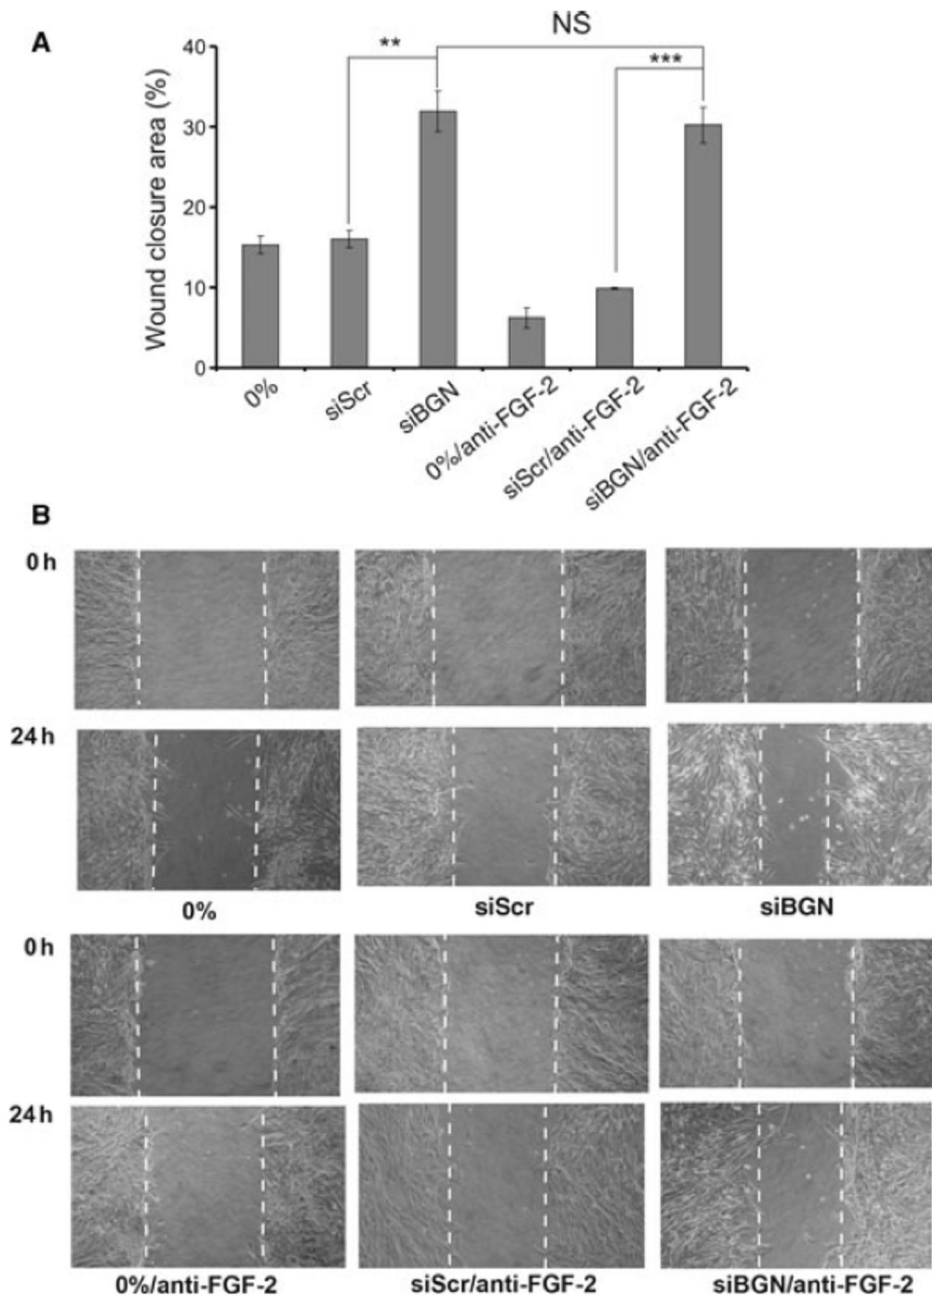 A
NS
**
***
Wound closure area (%)
40
30
20
10
0
0%
siScr
siBGN
0%/anti-FGF-2
siScr/anti-FGF-2
siBGN/anti-FGF-2
B
0 h
24 h
0%
siScr
siBGN
0 h
24 h
0%/anti-FGF-2
siScr/anti-FGF-2
siBGN/anti-FGF-2